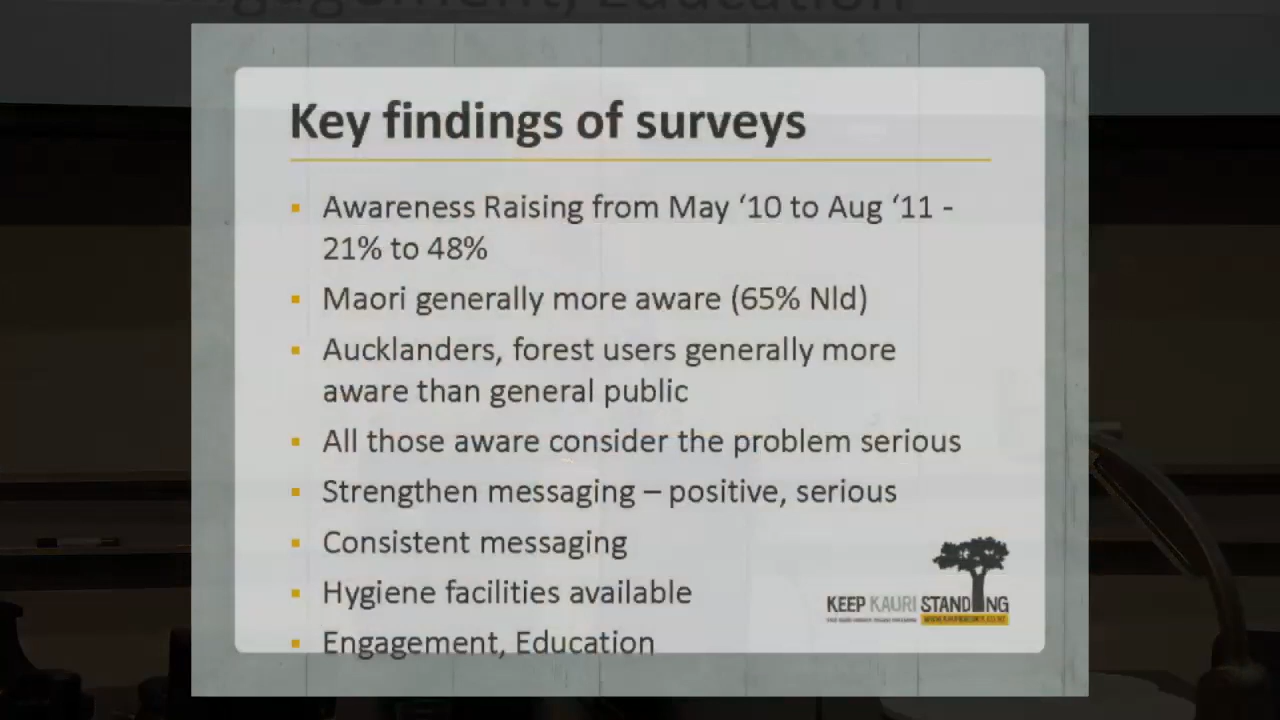 Engagement, Education
Key findings of surveys
▪ Awareness Raising from May ‘10 to Aug ‘11 -
21% to 48%
▪ Maori generally more aware (65% Nld)
▪ Aucklanders, forest users generally more
aware than general public
▪ All those aware consider the problem serious
▪ Strengthen messaging – positive, serious
▪ Consistent messaging
▪ Hygiene facilities available
▪ Engagement, Education
KEEP KAURI STANDING